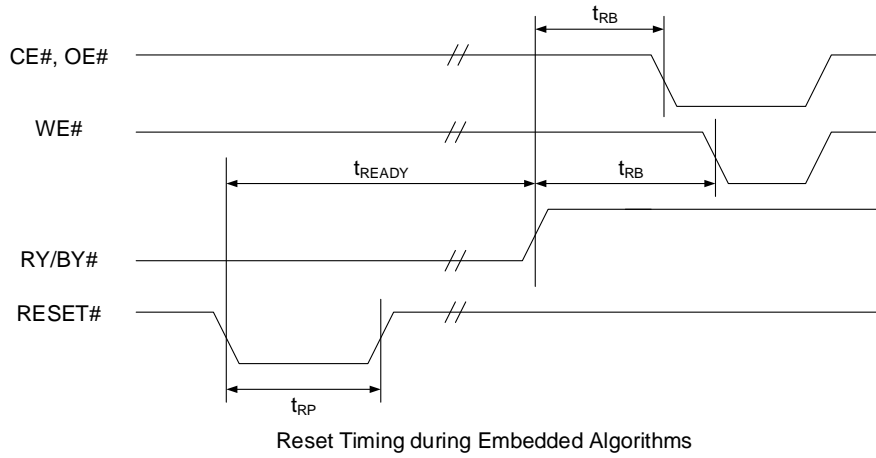 tRB
CE#, OE#
WE#
tREADY
tRB
RY/BY#
RESET#
tRP
Reset Timing during Embedded Algorithms